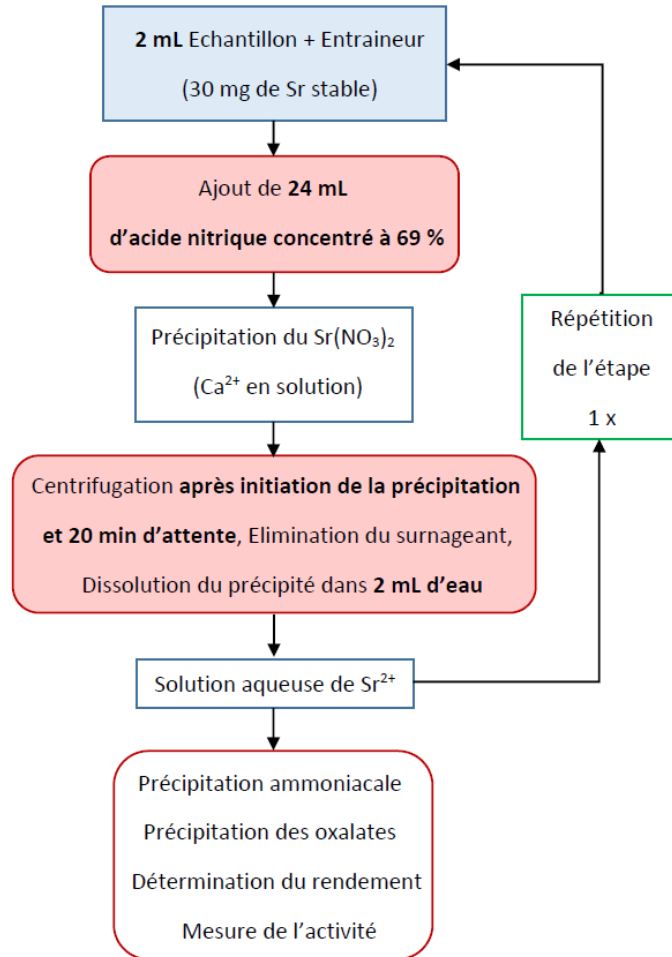 2 mL Echantillon + Entraineur
(30 mg de Sr stable)
Ajout de 24 mL
d’acide nitrique concentré à 69 %
Précipitation du Sr(NO₃)₂
(Ca²⁺ en solution)
Répétition
de l’étape
1 x
Centrifugation après initiation de la précipitation
et 20 min d’attente, Elimination du surnageant,
Dissolution du précipité dans 2 mL d’eau
Solution aqueuse de Sr²⁺
Précipitation ammoniacale
Précipitation des oxalates
Détermination du rendement
Mesure de l’activité